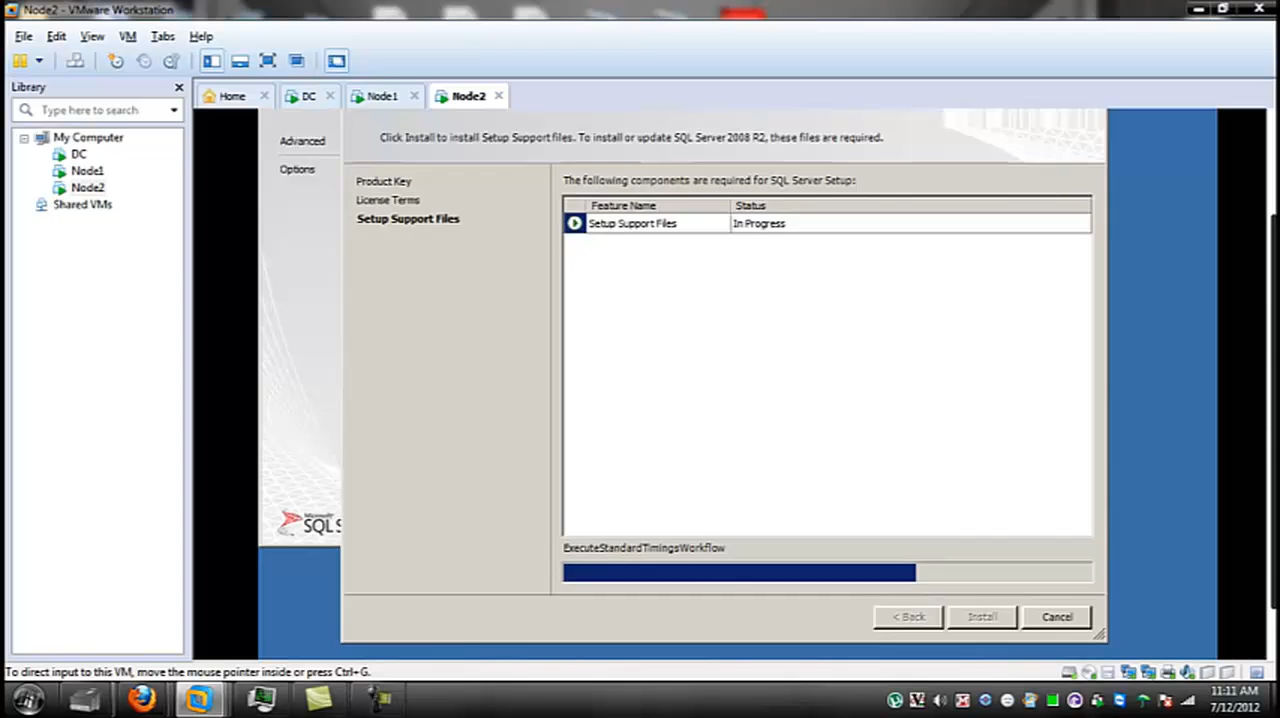 Node2 - VMware Workstation
File Edit View VM Tabs Help
Library
Type here to search
My Computer
DC
Node1
Node2
Shared VMs
Home DC Node1 Node2
Advanced
Options
Click Install to install Setup Support files. To install or update SQL Server 2008 R2, these files are required.
Product Key
License Terms
Setup Support Files
The following components are required for SQL Server Setup:
Feature Name Status
Setup Support Files In Progress
Microsoft
SQL S
ExecuteStandardTimingsWorkflow
< Back Install Cancel
To direct input to this VM, move the mouse pointer inside or press Ctrl+G.
11:11 AM
7/12/2012